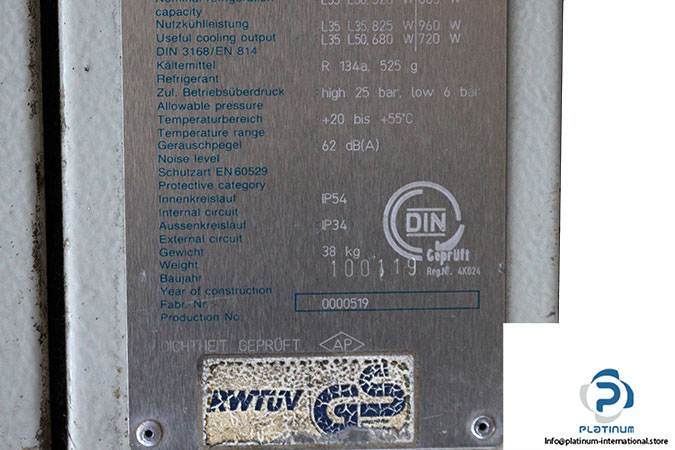 Nominal refrigeration
capacity
Nutzkühlleistung L35 L35,825 W 960 W
Useful cooling output L35 L50,680 W 720 W
DIN 3168/EN 814
Kältemittel R 134a, 525 g
Refrigerant
Zul. Betriebsüberdruck high 25 bar, low 6 bar
Allowable pressure
Temperaturbereich +20 bis +55°C
Temperature range
Geräuschpegel 62 dB(A)
Noise level
Schutzart EN 60529
Protective category
Innenkreislauf IP54
Internal circuit
Aussenkreislauf IP34
External circuit
Gewicht 38 kg
Weight 100119
Baujahr
Year of construction
Fabr.-Nr. 0000519
Production No.
DIN
Geprüft
Reg.Nr. 4K024
DICHTHEIT GEPRÜFT AP
RWTÜV GS
PLATINUM
info@platinum-international.store